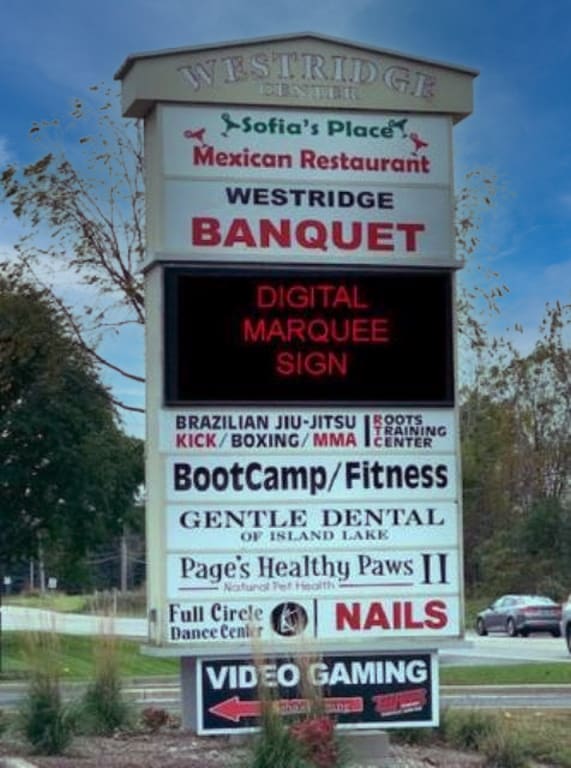 WESTRIDGE
CENTER
Sofia's Place
Mexican Restaurant
WESTRIDGE
BANQUET
DIGITAL
MARQUEE
SIGN
BRAZILIAN JIU-JITSU
KICK/BOXING/MMA
ROOTS
TRAINING
CENTER
BootCamp/Fitness
GENTLE DENTAL
OF ISLAND LAKE
Page's Healthy Paws II
Natural Pet Health
Full Circle
Dance Center
NAILS
VIDEO GAMING